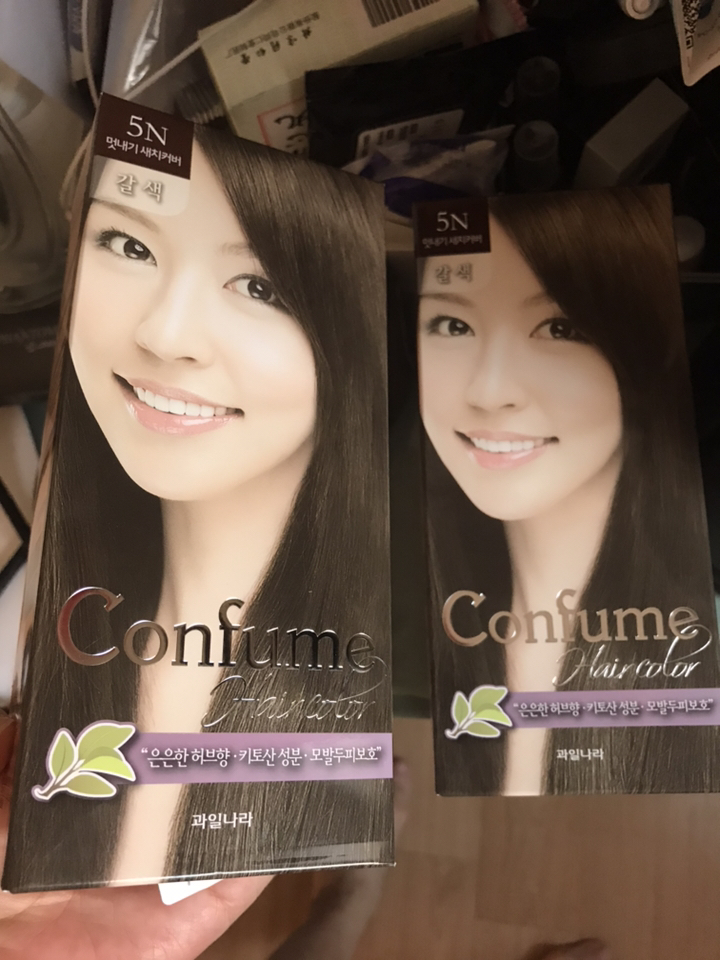 5N
멋내기 새치커버
갈색
Confume
Haircolor
“은은한 허브향·키토산 성분·모발두피보호”
과일나라
5N
멋내기 새치커버
갈색
Confume
Haircolor
“은은한 허브향·키토산 성분·모발두피보호”
과일나라